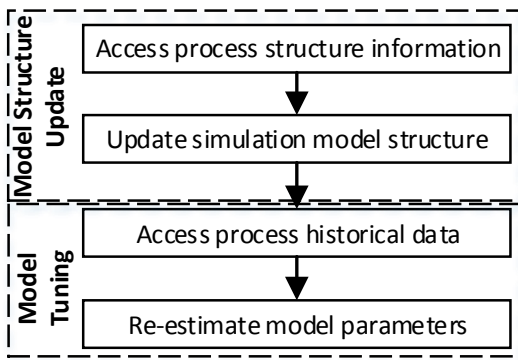 Model Structure
Update
Access process structure information
Update simulation model structure
Model
Tuning
Access process historical data
Re-estimate model parameters